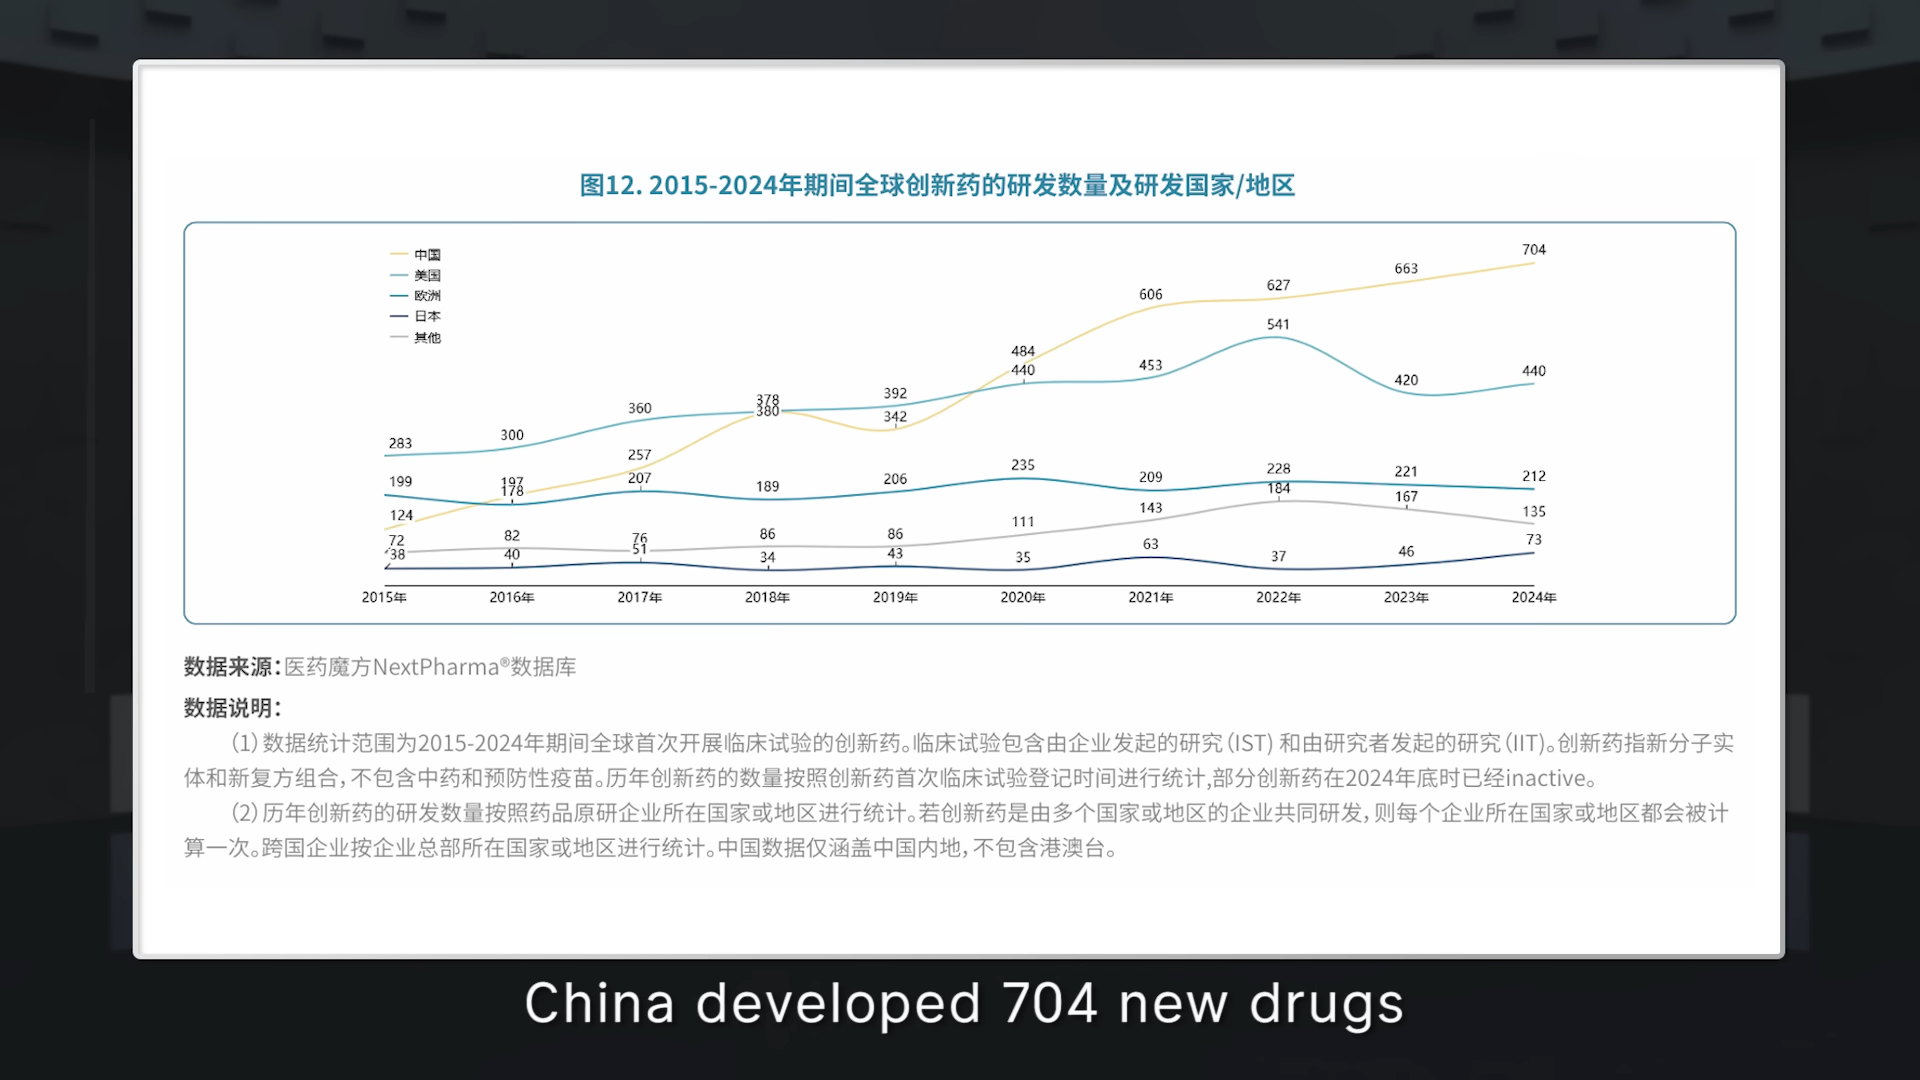 图12. 2015-2024年期间全球创新药的研发数量及研发国家/地区
中国
美国
欧洲
日本
其他
283 300 360 378 392 440 453 541 420 440
124 197 257 380 342 484 606 627 663 704
199 178 207 189 206 235 209 228 221 212
72 82 76 86 86 111 143 184 167 135
38 40 51 34 43 35 63 37 46 73
2015年 2016年 2017年 2018年 2019年 2020年 2021年 2022年 2023年 2024年
数据来源：医药魔方NextPharma®数据库
数据说明：
（1）数据统计范围为2015-2024年期间全球首次开展临床试验的创新药。临床试验包含由企业发起的研究（IST）和由研究者发起的研究（IIT）。创新药指新分子实
体和新复方组合，不包含中药和预防性疫苗。历年创新药的数量按照创新药首次临床试验登记时间进行统计,部分创新药在2024年底时已经inactive。
（2）历年创新药的研发数量按照药品原研企业所在国家或地区进行统计。若创新药是由多个国家或地区的企业共同研发，则每个企业所在国家或地区都会被计
算一次。跨国企业按企业总部所在国家或地区进行统计。中国数据仅涵盖中国内地，不包含港澳台。
China developed 704 new drugs